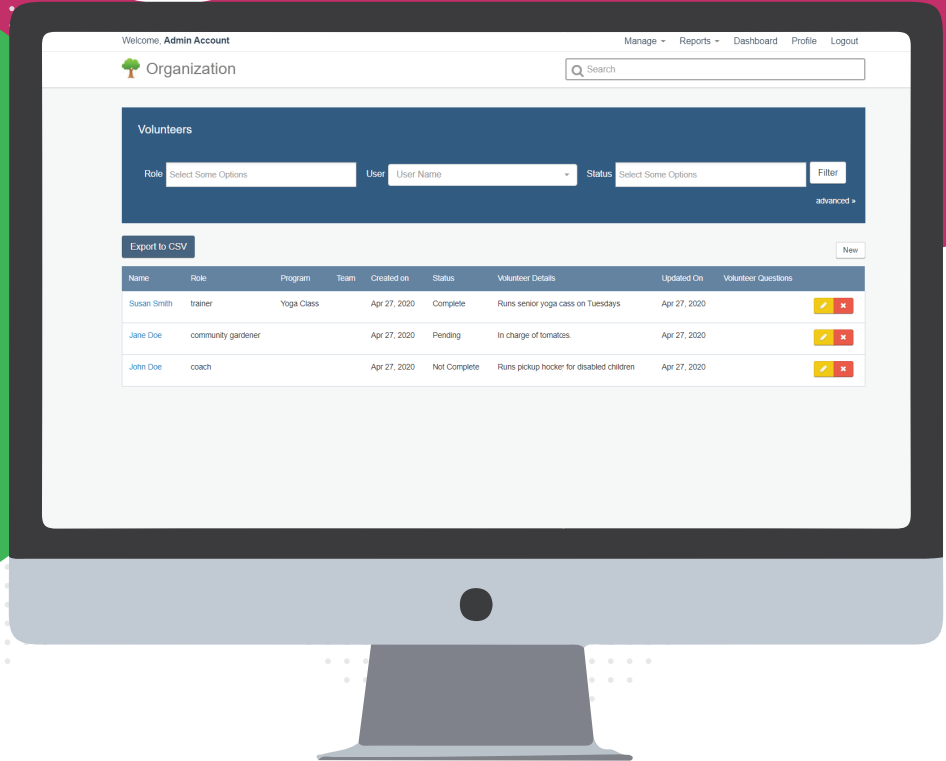 Welcome, Admin Account Manage Reports Dashboard Profile Logout
Organization Search
Volunteers
Role Select Some Options User User Name Status Select Some Options Filter
advanced »
Export to CSV New
Name Role Program Team Created on Status Volunteer Details Updated On Volunteer Questions
Susan Smith trainer Yoga Class Apr 27, 2020 Complete Runs senior yoga cass on Tuesdays Apr 27, 2020
Jane Doe community gardener Apr 27, 2020 Pending In charge of tomatoes. Apr 27, 2020
John Doe coach Apr 27, 2020 Not Complete Runs pickup hockey for disabled children Apr 27, 2020